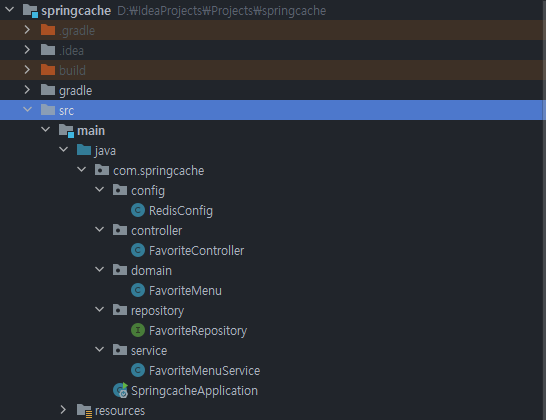 springcache D:₩IdeaProjects₩Projects₩springcache
.gradle
.idea
build
gradle
src
main
java
com.springcache
config
C RedisConfig
controller
C FavoriteController
domain
C FavoriteMenu
repository
I FavoriteRepository
service
C FavoriteMenuService
SpringcacheApplication
resources